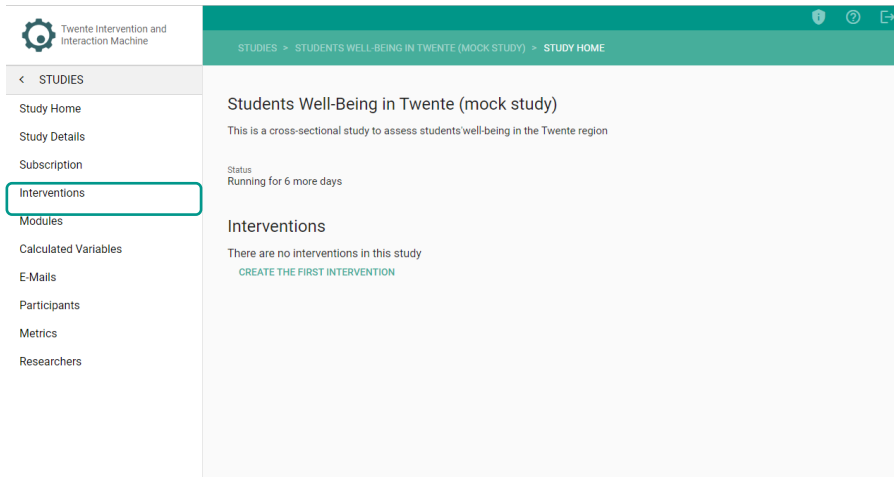 Twente Intervention and
Interaction Machine
STUDIES > STUDENTS WELL-BEING IN TWENTE (MOCK STUDY) > STUDY HOME
< STUDIES
Study Home
Study Details
Subscription
Interventions
Modules
Calculated Variables
E-Mails
Participants
Metrics
Researchers
Students Well-Being in Twente (mock study)
This is a cross-sectional study to assess students'well-being in the Twente region
Status
Running for 6 more days
Interventions
There are no interventions in this study
CREATE THE FIRST INTERVENTION